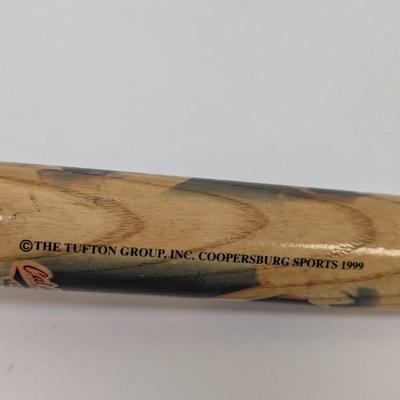 ©THE TUFTON GROUP, INC. COOPERSBURG SPORTS 1999